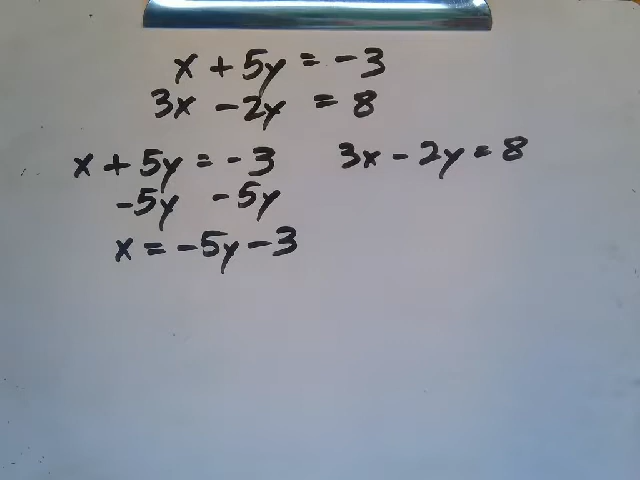 x + 5y = -3
3x - 2y = 8
x + 5y = -3 3x - 2y = 8
-5y -5y
x = -5y - 3